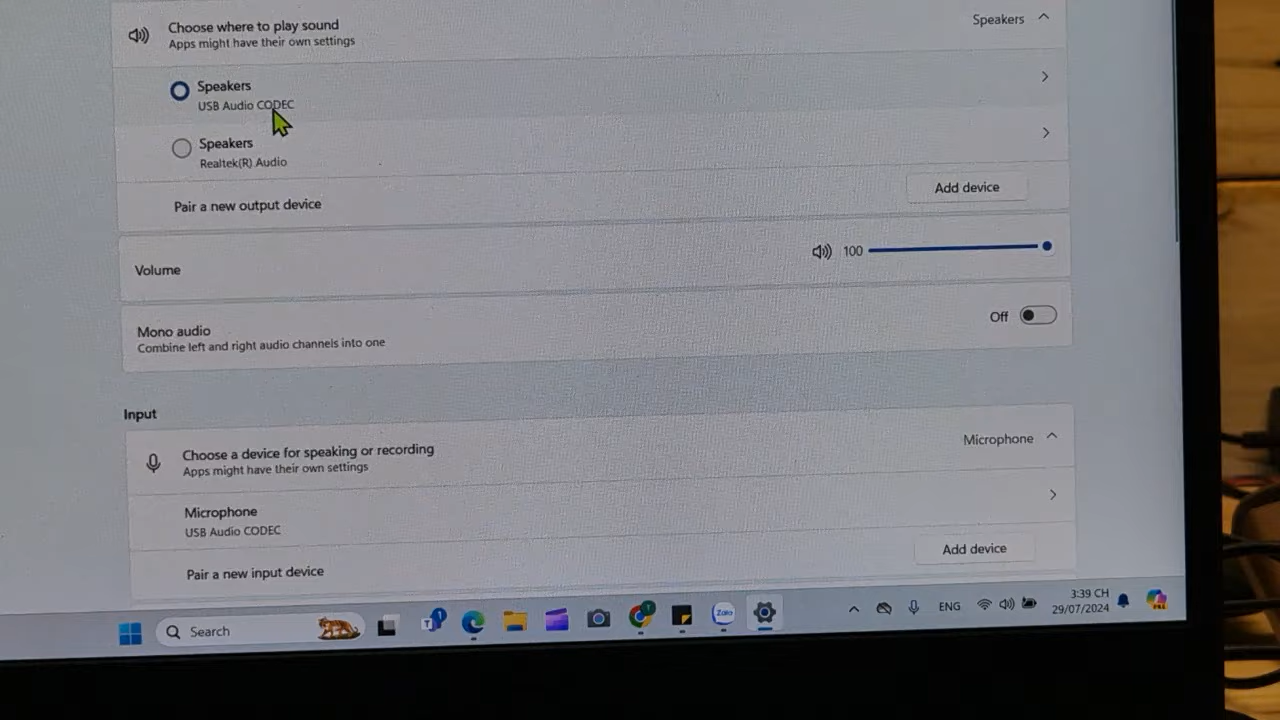 Choose where to play sound
Apps might have their own settings
Speakers
Speakers
USB Audio CODEC
Speakers
Realtek(R) Audio
Pair a new output device
Add device
Volume
100
Mono audio
Combine left and right audio channels into one
Off
Input
Choose a device for speaking or recording
Apps might have their own settings
Microphone
Microphone
USB Audio CODEC
Pair a new input device
Add device
Search
T
1
Zalo
ENG
3:39 CH
29/07/2024
PRE